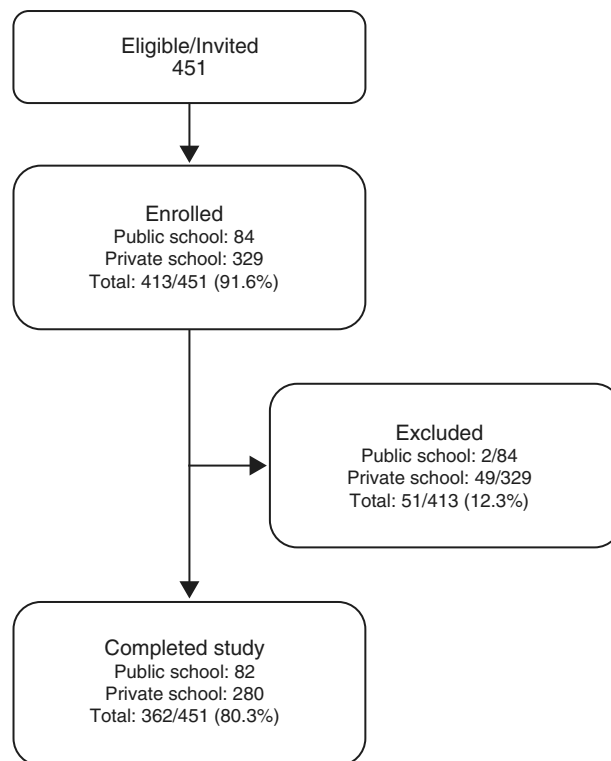 Eligible/Invited
451
Enrolled
Public school: 84
Private school: 329
Total: 413/451 (91.6%)
Excluded
Public school: 2/84
Private school: 49/329
Total: 51/413 (12.3%)
Completed study
Public school: 82
Private school: 280
Total: 362/451 (80.3%)